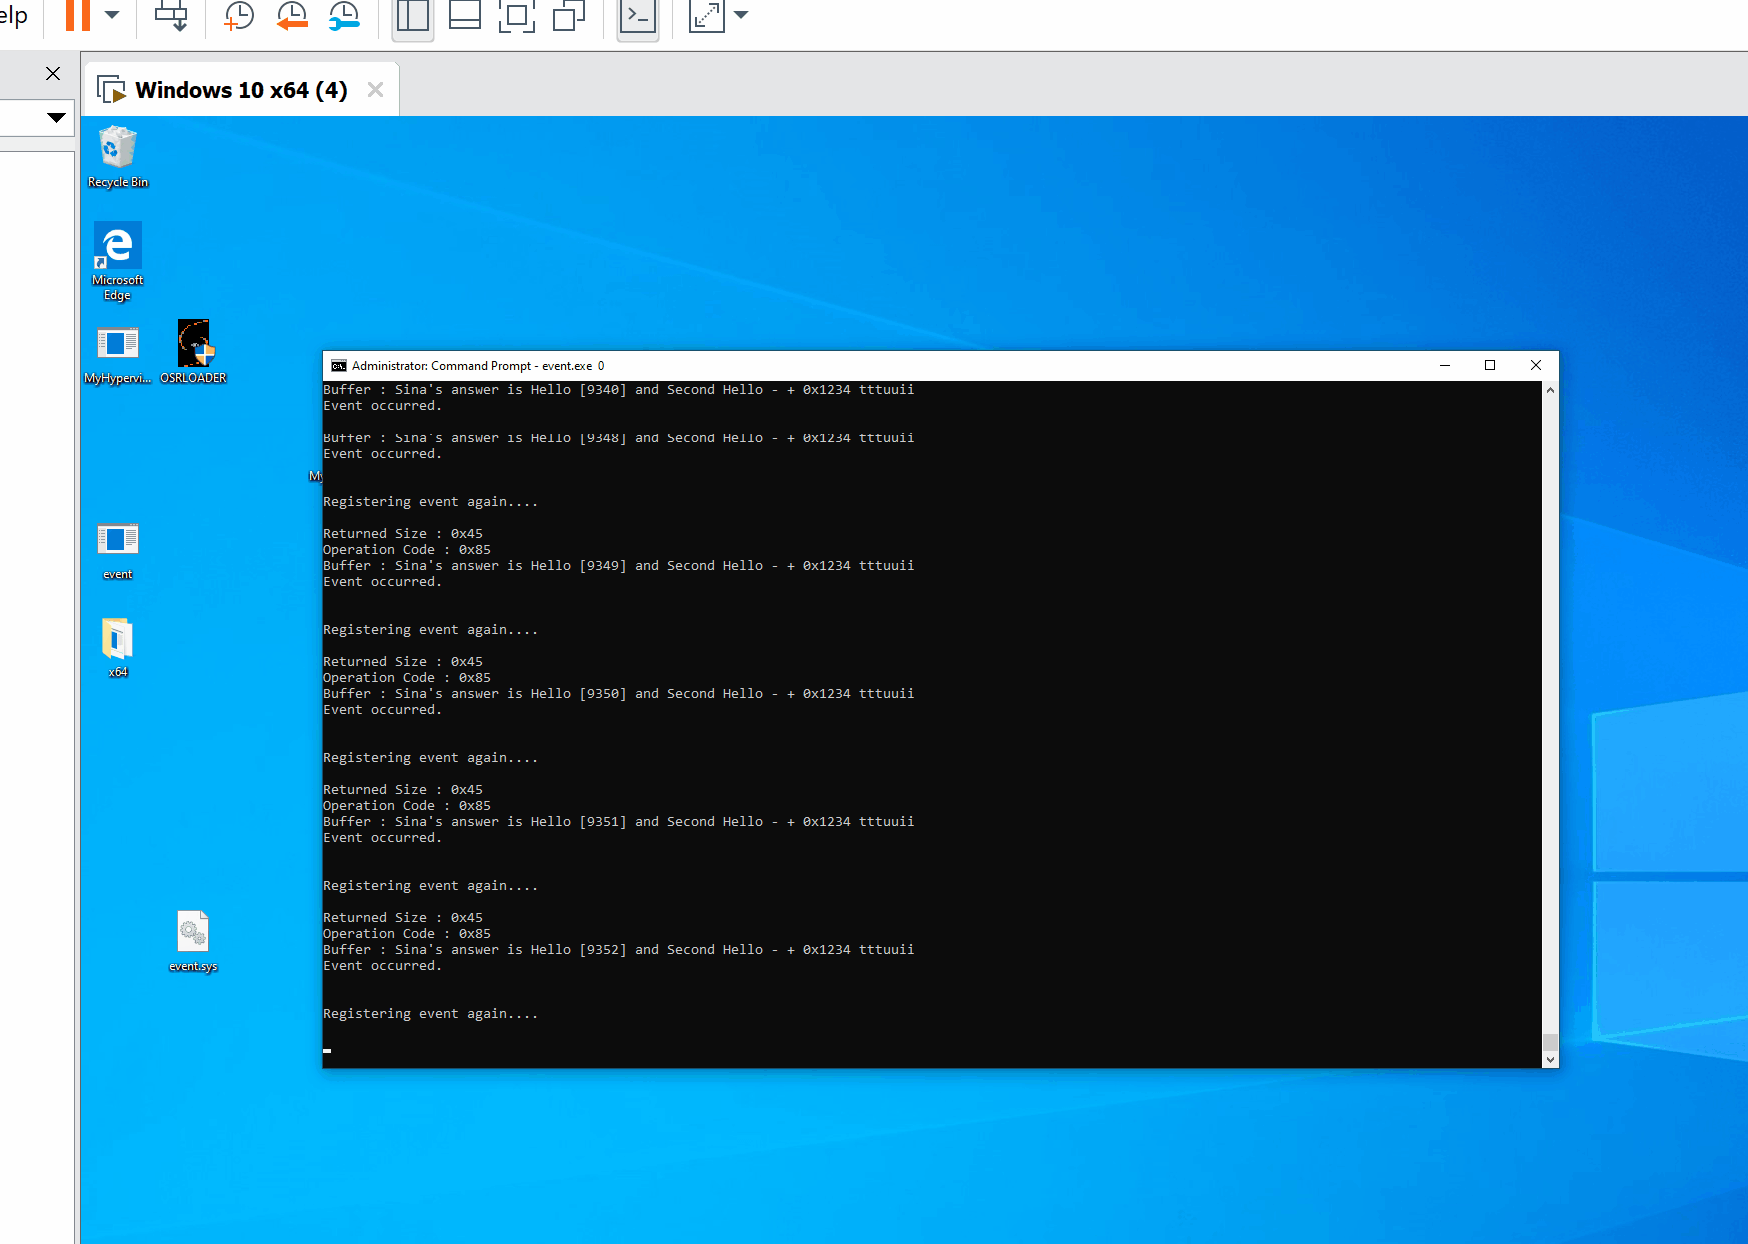 elp
Windows 10 x64 (4)
Recycle Bin
Microsoft
Edge
MyHypervi...
OSRLOADER
My
event
x64
event.sys
Administrator: Command Prompt - event.exe 0
Buffer : Sina's answer is Hello [9340] and Second Hello - + 0x1234 tttuuii
Event occurred.
Buffer : Sina's answer is Hello [9348] and Second Hello - + 0x1234 tttuuii
Event occurred.
Registering event again....
Returned Size : 0x45
Operation Code : 0x85
Buffer : Sina's answer is Hello [9349] and Second Hello - + 0x1234 tttuuii
Event occurred.
Registering event again....
Returned Size : 0x45
Operation Code : 0x85
Buffer : Sina's answer is Hello [9350] and Second Hello - + 0x1234 tttuuii
Event occurred.
Registering event again....
Returned Size : 0x45
Operation Code : 0x85
Buffer : Sina's answer is Hello [9351] and Second Hello - + 0x1234 tttuuii
Event occurred.
Registering event again....
Returned Size : 0x45
Operation Code : 0x85
Buffer : Sina's answer is Hello [9352] and Second Hello - + 0x1234 tttuuii
Event occurred.
Registering event again....